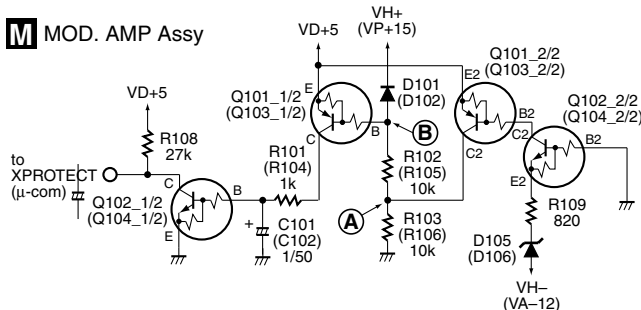 M MOD. AMP Assy
VD+5
VH+
(VP+15)
VD+5
Q101_1/2
(Q103_1/2)
E
B
C
D101
(D102)
B
E2
Q101_2/2
(Q103_2/2)
B2
C2
Q102_2/2
(Q104_2/2)
C2
B2
E2
R108
27k
to
XPROTECT
(μ-com)
R101
(R104)
1k
R102
(R105)
10k
C
B
E
Q102_1/2
(Q104_1/2)
+
C101
(C102)
1/50
A
R103
(R106)
10k
R109
820
D105
(D106)
VH–
(VA–12)